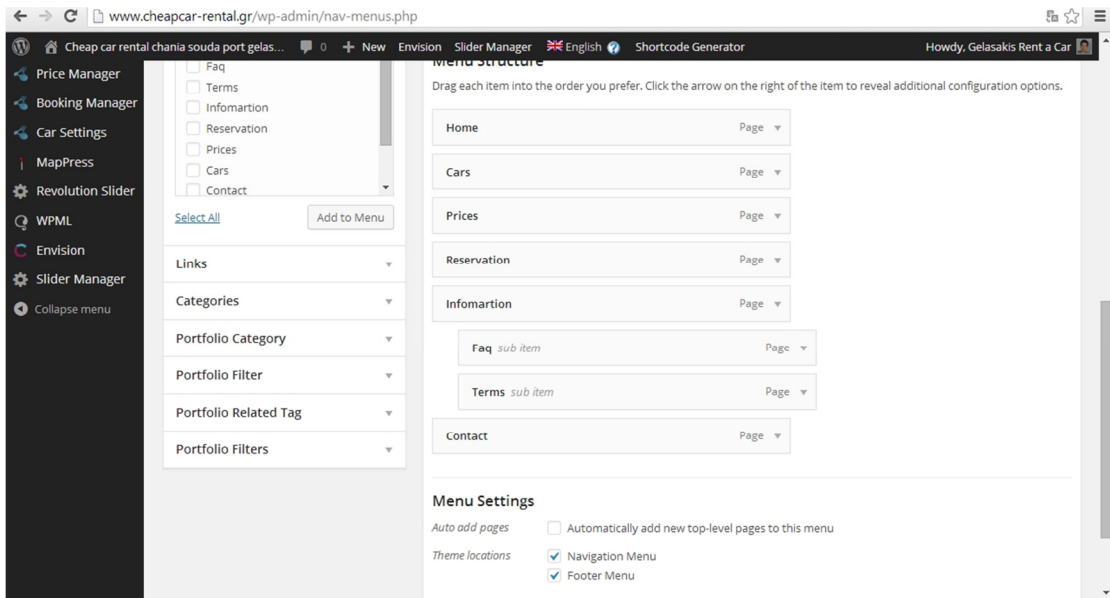 www.cheapcar-rental.gr/wp-admin/nav-menus.php
Cheap car rental chania souda port gelas... 0 + New Envision Slider Manager English Shortcode Generator Howdy, Gelasakis Rent a Car
Price Manager
Booking Manager
Car Settings
MapPress
Revolution Slider
WPML
Envision
Slider Manager
Collapse menu
Faq
Terms
Infomartion
Reservation
Prices
Cars
Contact
Select All Add to Menu
Links
Categories
Portfolio Category
Portfolio Filter
Portfolio Related Tag
Portfolio Filters
Menu Structure
Drag each item into the order you prefer. Click the arrow on the right of the item to reveal additional configuration options.
Home Page
Cars Page
Prices Page
Reservation Page
Infomartion Page
Faq sub item Page
Terms sub item Page
Contact Page
Menu Settings
Auto add pages Automatically add new top-level pages to this menu
Theme locations Navigation Menu
Footer Menu